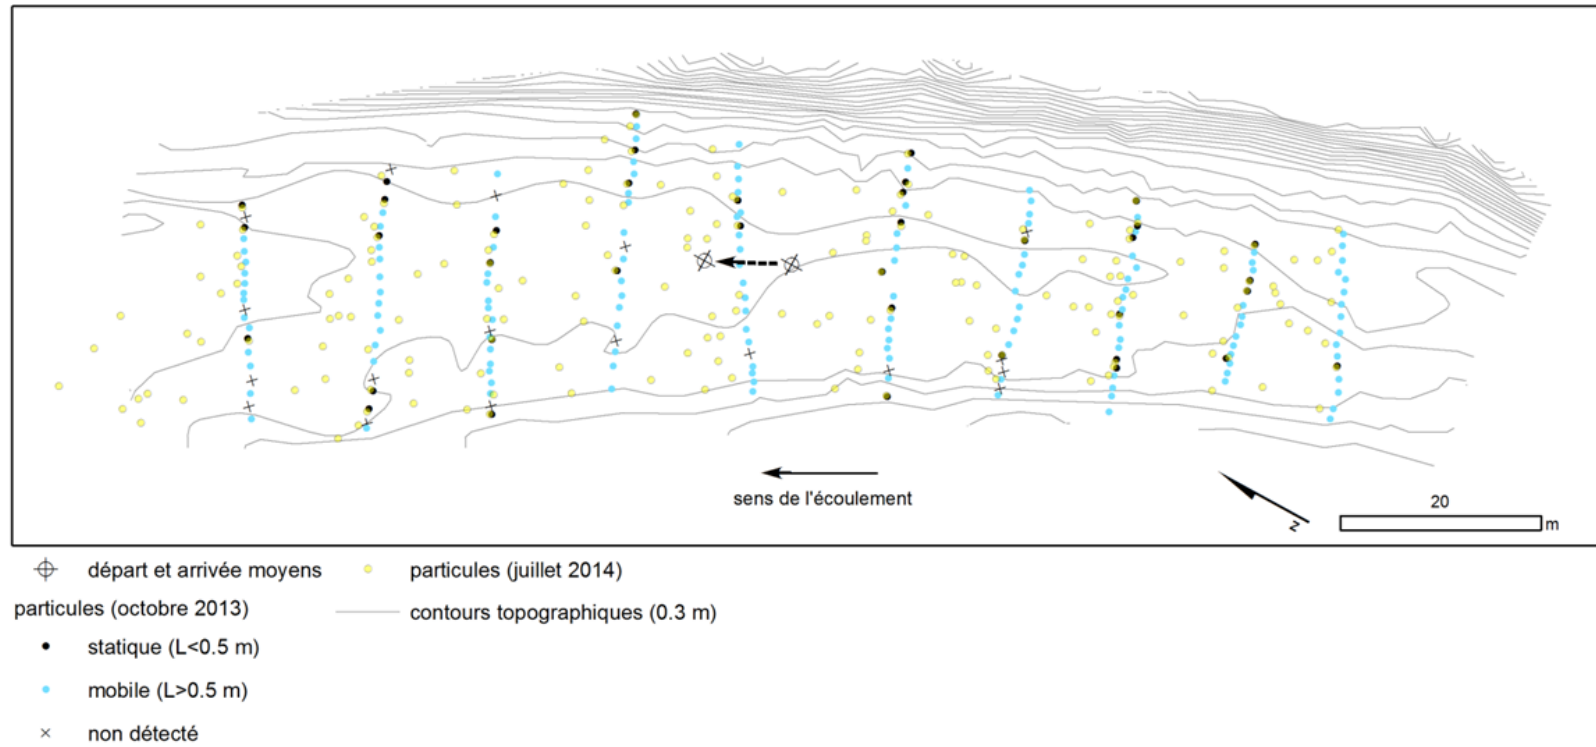 sens de l'écoulement
z
20
m
départ et arrivée moyens
particules (juillet 2014)
particules (octobre 2013)
contours topographiques (0.3 m)
statique (L<0.5 m)
mobile (L>0.5 m)
non détecté